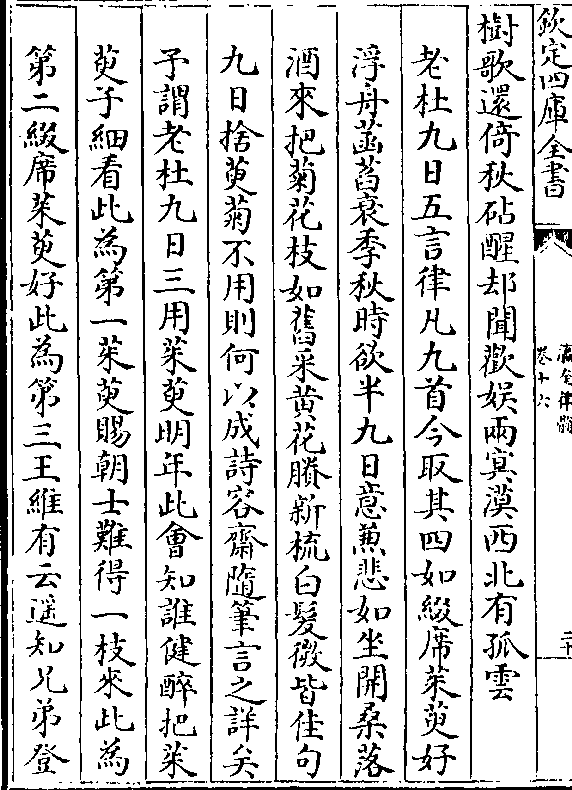 欽定四庫全書
瀛奎律髓
卷十六
二十
樹歌還倚秋砧醒却聞歡娛兩冥漠西北有孤雲
老杜九日五言律凡九首今取其四如綴席茱萸好
浮舟菡萏衰季秋時欲半九日意兼悲如坐開桑落
酒來把菊花枝如舊采黄花賸新梳白髮微皆佳句
九日捨萸菊不用則何以成詩容齋隨筆言之詳矣
予謂老杜九日三用茱萸明年此會知誰健醉把茱
萸子細看此為第一茱萸賜朝士難得一枝來此為
第二綴席茱萸好此為第三王維有云遥知兄弟登